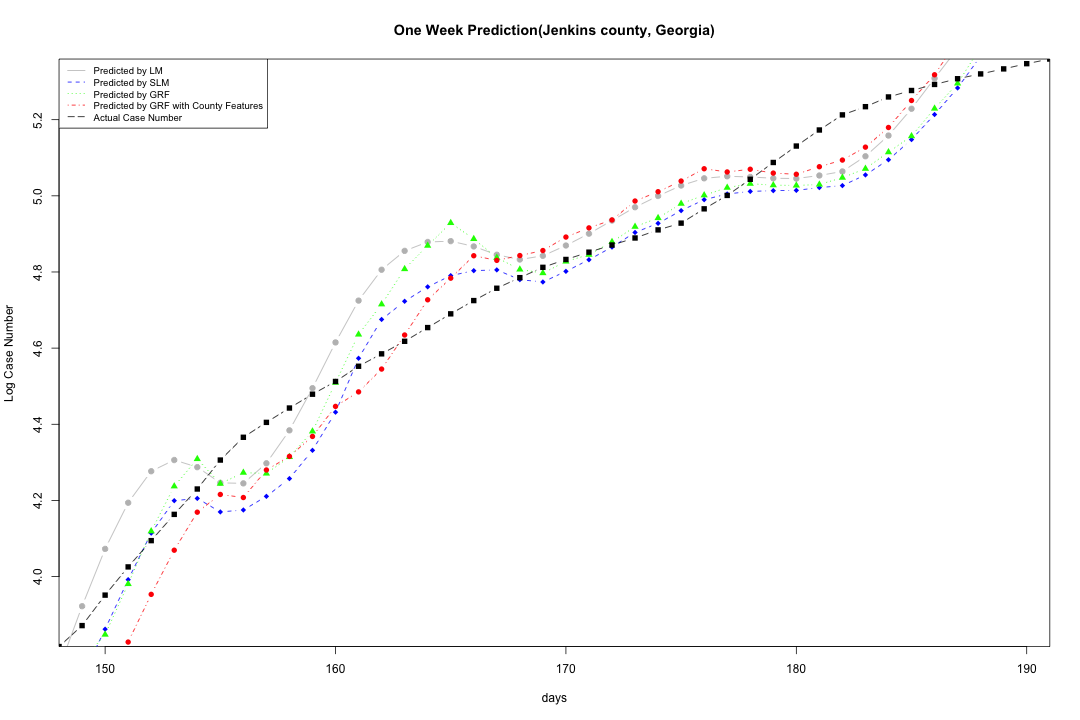 One Week Prediction(Jenkins county, Georgia)
Predicted by LM
Predicted by SLM
Predicted by GRF
Predicted by GRF with County Features
Actual Case Number
5.2
5.0
4.8
4.6
4.4
4.2
4.0
Log Case Number
150 160 170 180 190
days